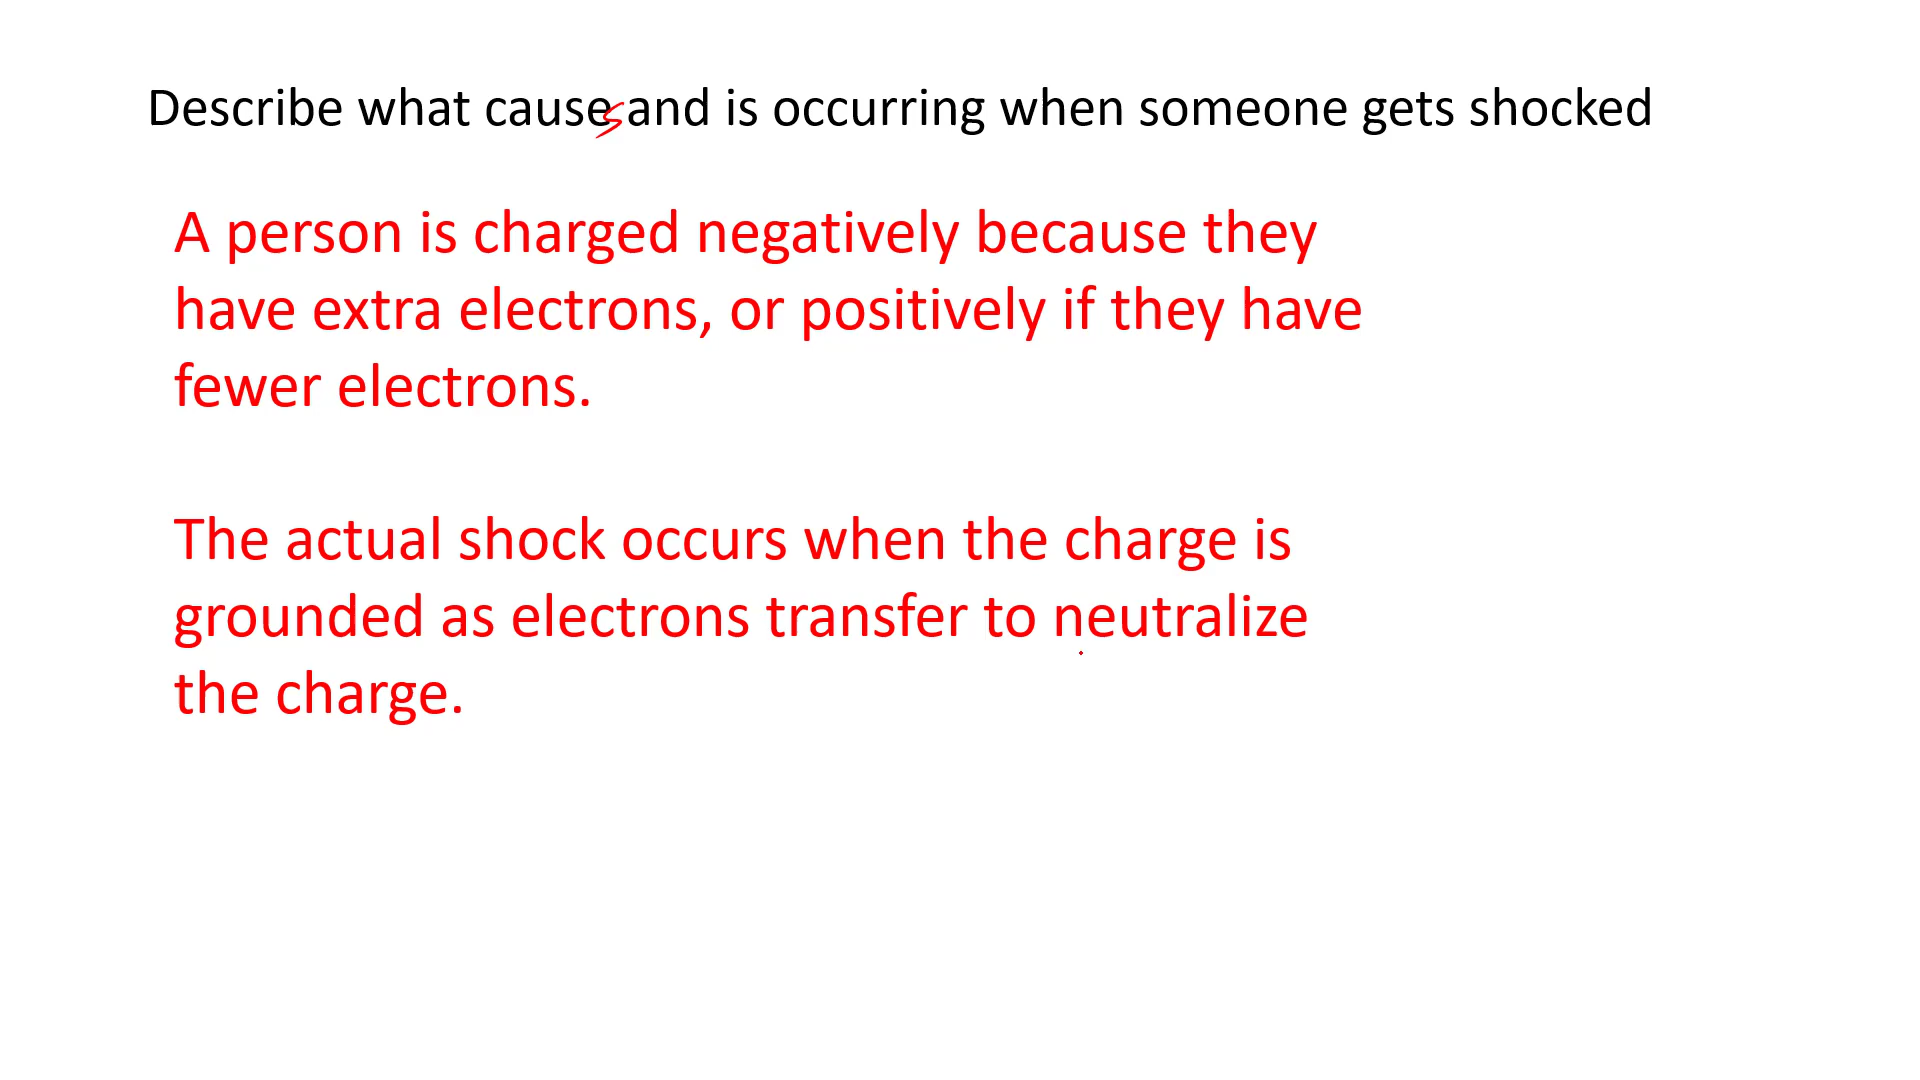 Describe what causes and is occurring when someone gets shocked
A person is charged negatively because they
have extra electrons, or positively if they have
fewer electrons.
The actual shock occurs when the charge is
grounded as electrons transfer to neutralize
the charge.